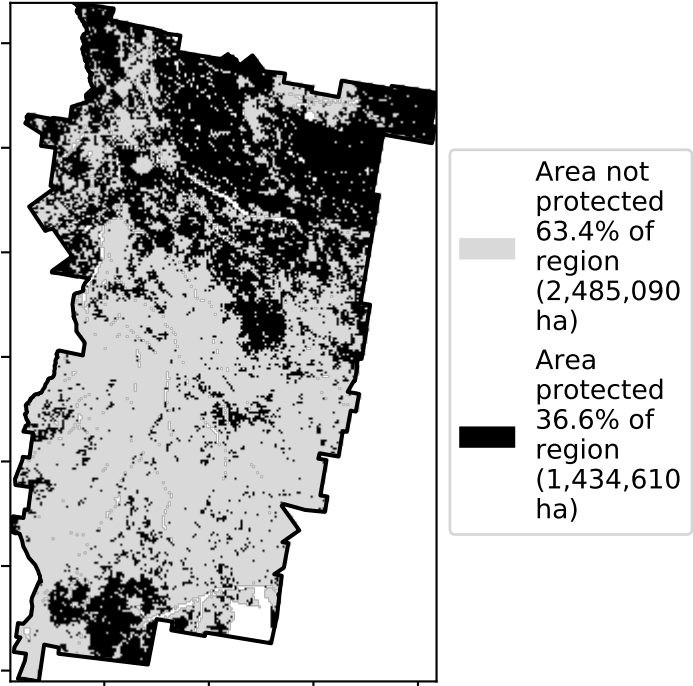 Area not
protected
63.4% of
region
(2,485,090
ha)
Area
protected
36.6% of
region
(1,434,610
ha)